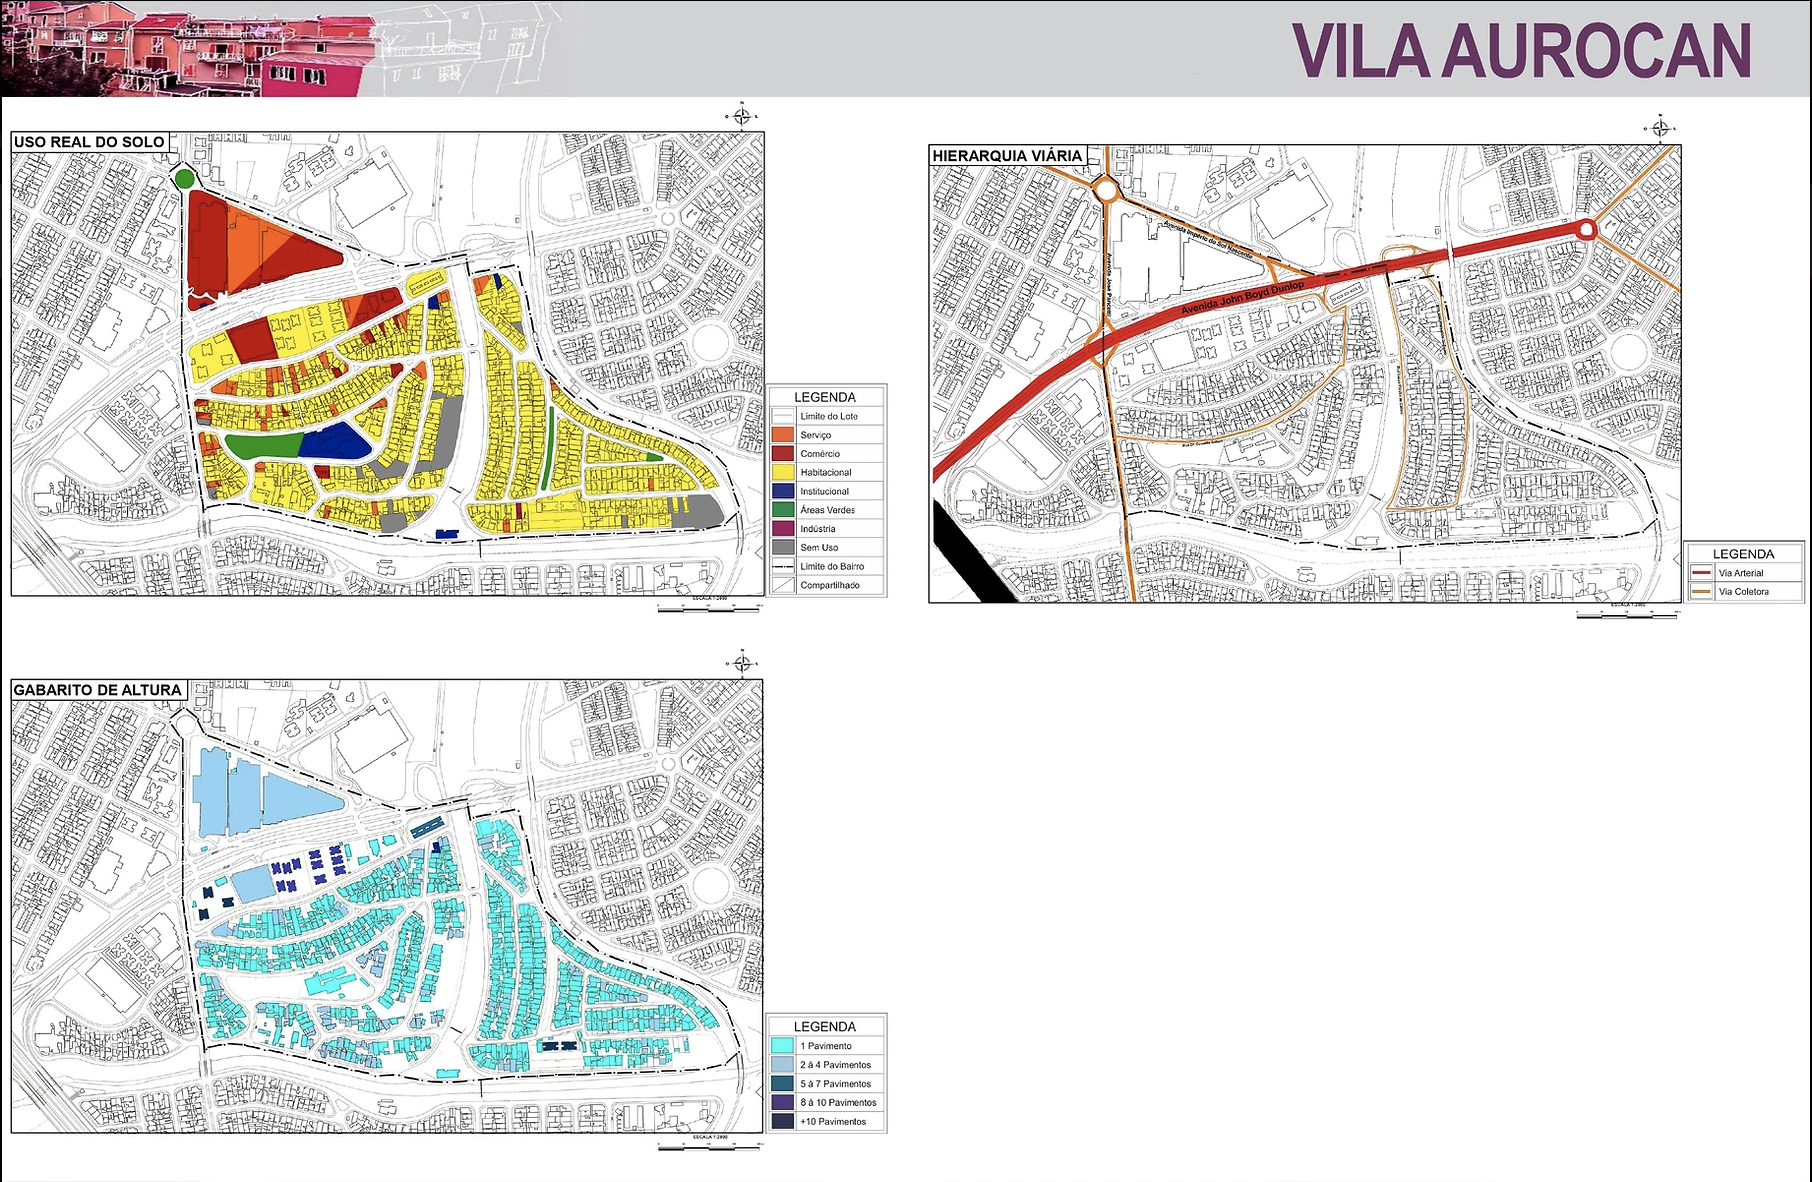 VILA AUROCAN
N
O
L
USO REAL DO SOLO
LEGENDA
Limite do Lote
Serviço
Comércio
Habitacional
Institucional
Áreas Verdes
Indústria
Sem Uso
Limite do Bairro
Compartilhado
ESCALA 1:2000
N
O
L
HIERARQUIA VIÁRIA
Avenida Império do Sol Nascente
Avenida John Boyd Dunlop
LEGENDA
Via Arterial
Via Coletora
ESCALA 1:2000
N
O
L
GABARITO DE ALTURA
LEGENDA
1 Pavimento
2 à 4 Pavimentos
5 à 7 Pavimentos
8 à 10 Pavimentos
+10 Pavimentos
ESCALA 1:2000